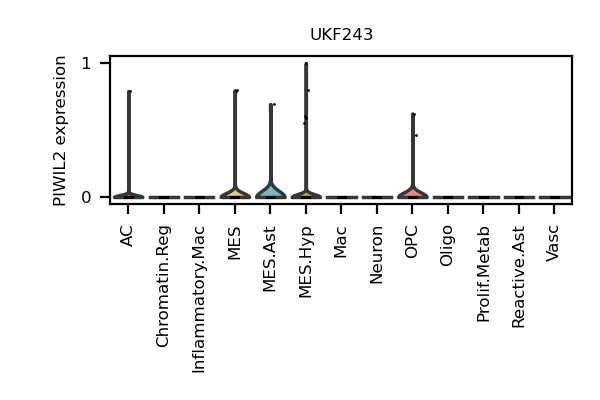 UKF243
PIWIL2 expression
1
0
AC
Chromatin.Reg
Inflammatory.Mac
MES
MES.Ast
MES.Hyp
Mac
Neuron
OPC
Oligo
Prolif.Metab
Reactive.Ast
Vasc